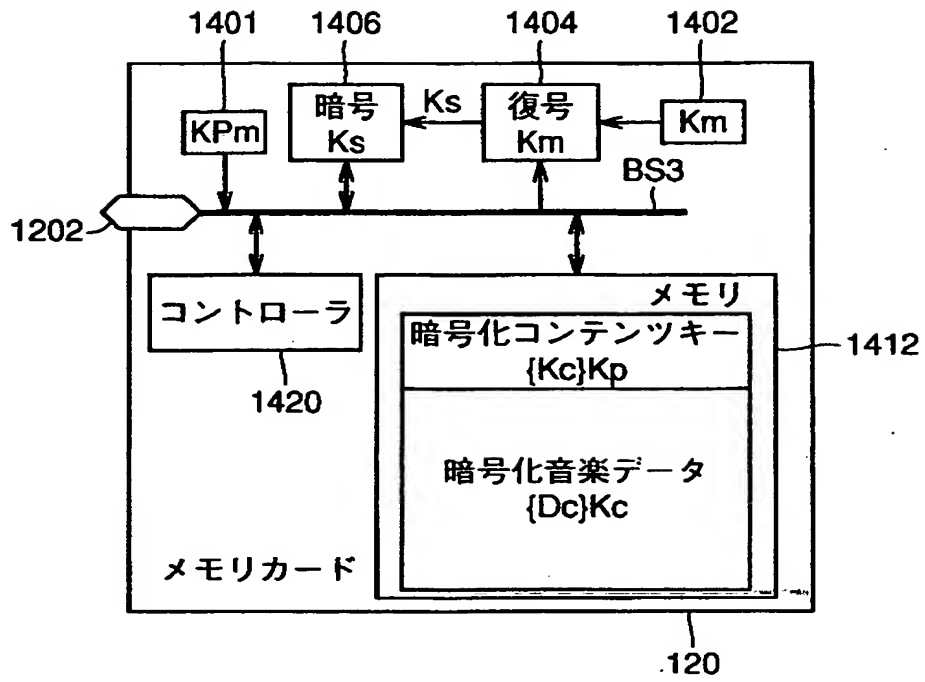 1401
1406
1404
1402
KPm
暗号
Ks
Ks
復号
Km
Km
BS3
1202
コントローラ
1420
メモリ
暗号化コンテンツキー
{Kc}Kp
1412
暗号化音楽データ
{Dc}Kc
メモリカード
120